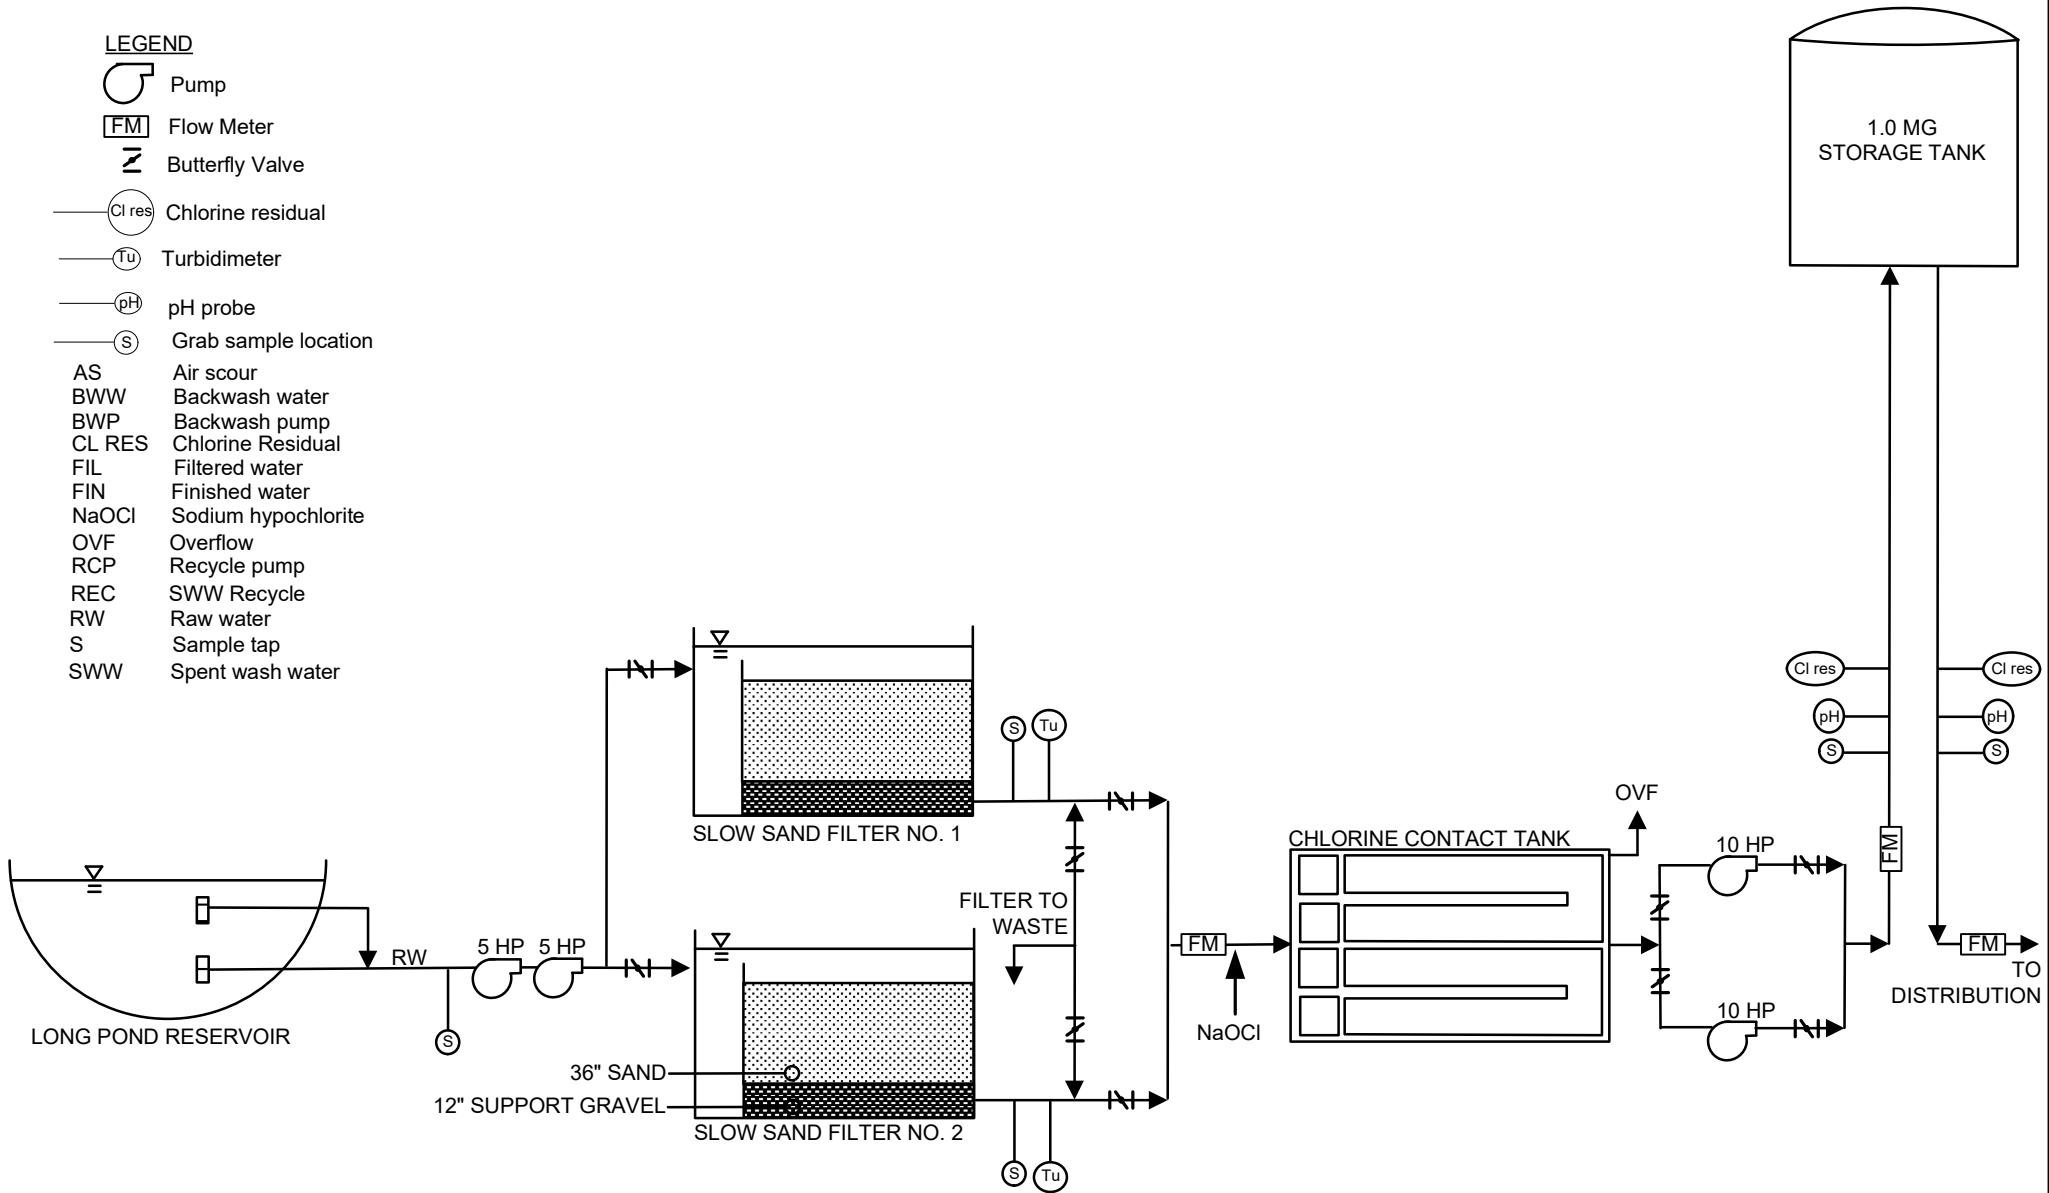 LEGEND
Pump
FM Flow Meter
Butterfly Valve
Cl res Chlorine residual
Tu Turbidimeter
pH pH probe
S Grab sample location
AS Air scour
BWW Backwash water
BWP Backwash pump
CL RES Chlorine Residual
FIL Filtered water
FIN Finished water
NaOCl Sodium hypochlorite
OVF Overflow
RCP Recycle pump
REC SWW Recycle
RW Raw water
S Sample tap
SWW Spent wash water
LONG POND RESERVOIR
RW
S
5 HP 5 HP
S Tu
SLOW SAND FILTER NO. 1
FILTER TO
WASTE
36" SAND
12" SUPPORT GRAVEL
SLOW SAND FILTER NO. 2
S Tu
FM
NaOCl
CHLORINE CONTACT TANK
OVF
10 HP
10 HP
FM
Cl res
pH
S
1.0 MG
STORAGE TANK
Cl res
pH
S
FM
TO
DISTRIBUTION